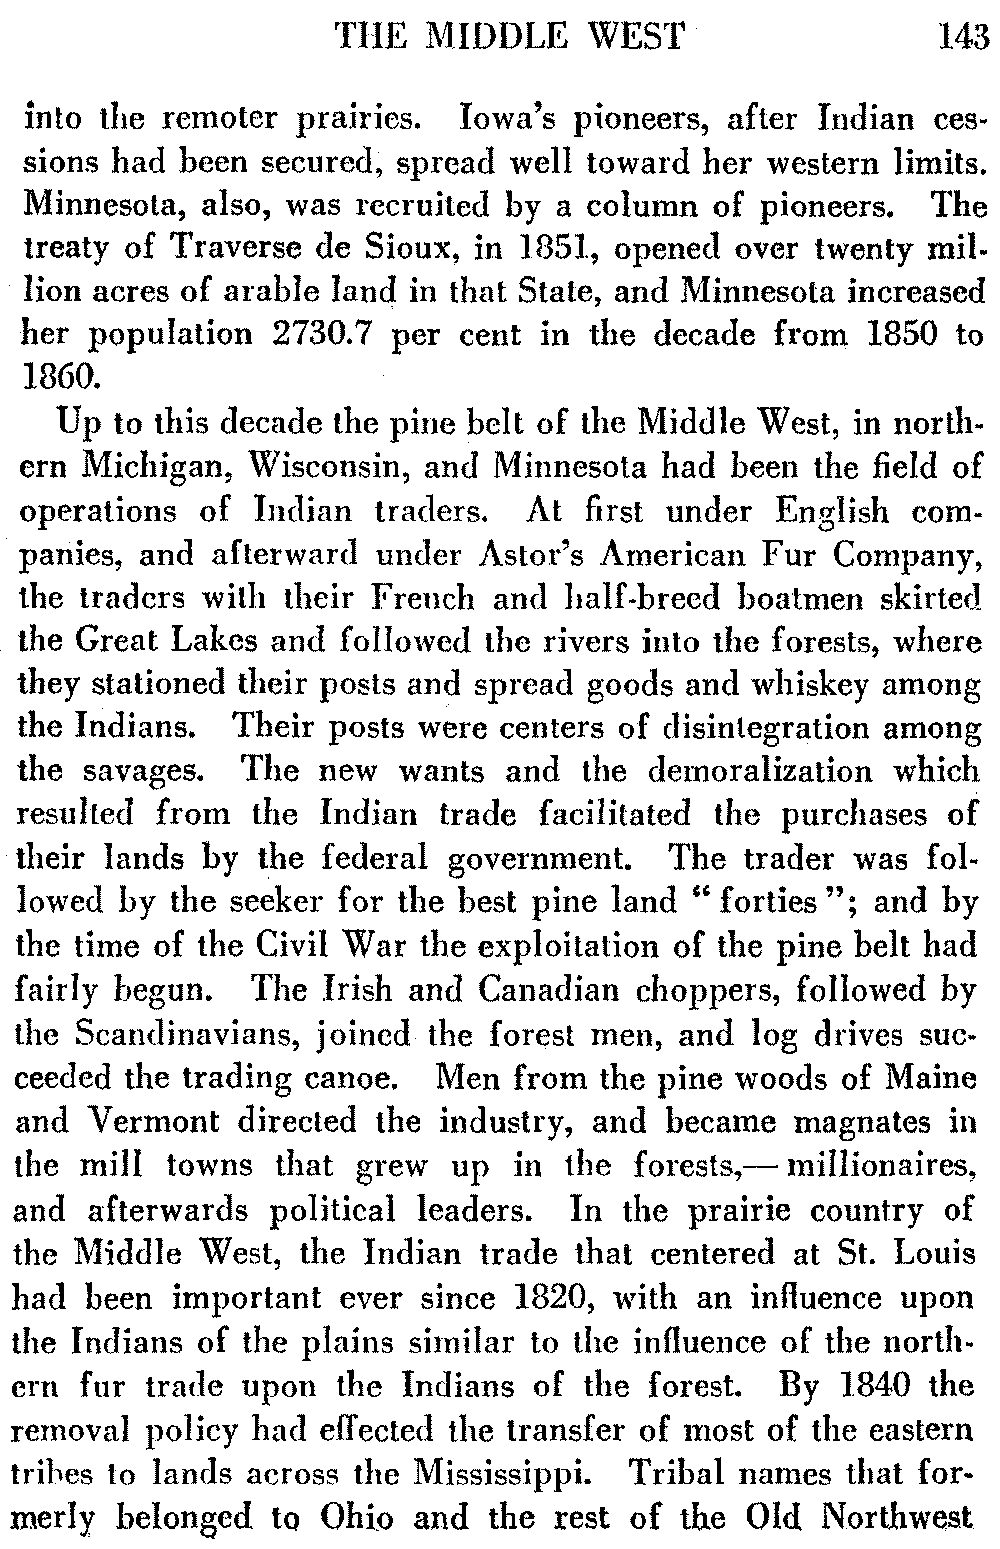 THE MIDDLE WEST 143
into the remoter prairies. Iowa's pioneers, after Indian ces-
sions had been secured, spread well toward her western limits.
Minnesota, also, was recruited by a column of pioneers. The
treaty of Traverse de Sioux, in 1851, opened over twenty mil-
lion acres of arable land in that State, and Minnesota increased
her population 2730.7 per cent in the decade from 1850 to
1860.
Up to this decade the pine belt of the Middle West, in north-
ern Michigan, Wisconsin, and Minnesota had been the field of
operations of Indian traders. At first under English com-
panies, and afterward under Astor's American Fur Company,
the traders with their French and half-breed boatmen skirted
the Great Lakes and followed the rivers into the forests, where
they stationed their posts and spread goods and whiskey among
the Indians. Their posts were centers of disintegration among
the savages. The new wants and the demoralization which
resulted from the Indian trade facilitated the purchases of
their lands by the federal government. The trader was fol-
lowed by the seeker for the best pine land " forties "; and by
the time of the Civil War the exploitation of the pine belt had
fairly begun. The Irish and Canadian choppers, followed by
the Scandinavians, joined the forest men, and log drives suc-
ceeded the trading canoe. Men from the pine woods of Maine
and Vermont directed the industry, and became magnates in
the mill towns that grew up in the forests,— millionaires,
and afterwards political leaders. In the prairie country of
the Middle West, the Indian trade that centered at St. Louis
had been important ever since 1820, with an influence upon
the Indians of the plains similar to the influence of the north-
ern fur trade upon the Indians of the forest. By 1840 the
removal policy had effected the transfer of most of the eastern
tribes to lands across the Mississippi. Tribal names that for-
merly belonged to Ohio and the rest of the Old Northwest